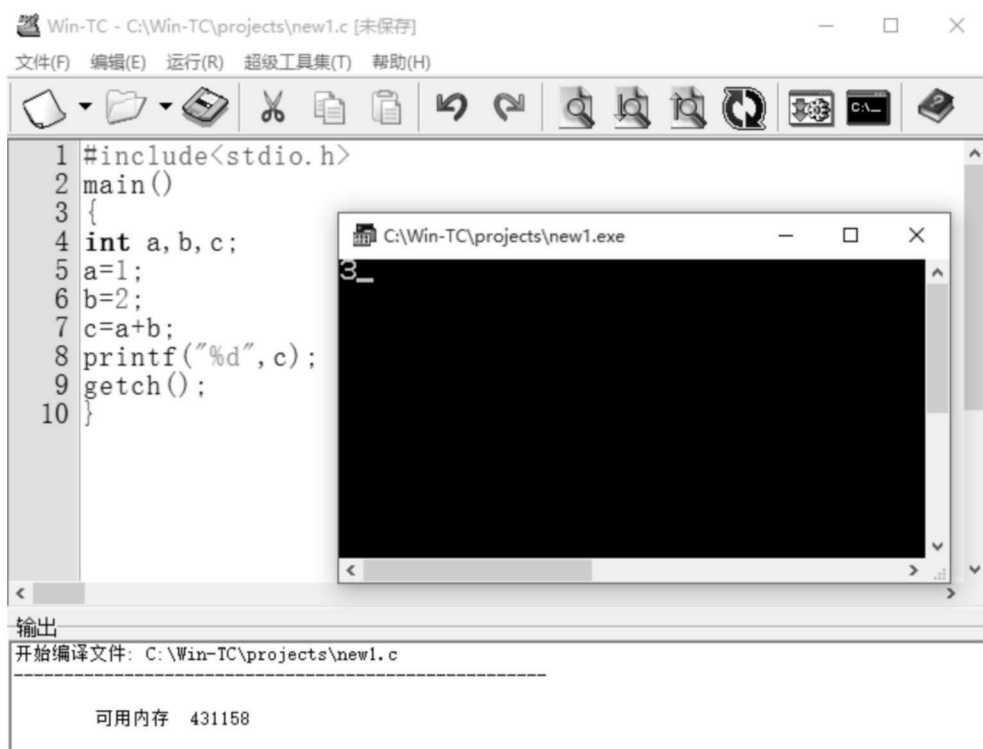 Win-TC - C:\Win-TC\projects\new1.c [未保存]
文件(F) 编辑(E) 运行(R) 超级工具集(T) 帮助(H)
C:\_
1 #include<stdio.h>
2 main()
3 {
4 int a,b,c;
5 a=1;
6 b=2;
7 c=a+b;
8 printf("%d",c);
9 getch();
10 }
C:\Win-TC\projects\new1.exe
3_
输出
开始编译文件: C:\Win-TC\projects\new1.c
-----------------------------------------------------
可用内存 431158